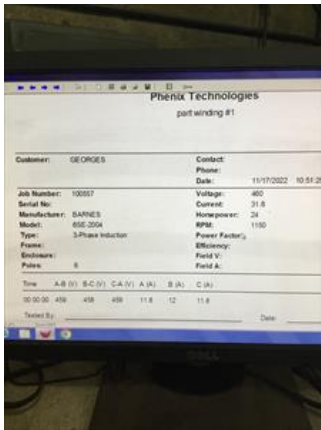 Phenix Technologies
part winding #1
Customer: GEORGES Contact:
Phone:
Date: 11/17/2022 10:51:25
Job Number: 100557 Voltage: 460
Serial No: Current: 31.8
Manufacturer: BARNES Horsepower: 24
Model: 6SE-2004 RPM: 1150
Type: 3-Phase Induction Power Factor:
Frame: Efficiency:
Enclosure: Field V:
Poles: 6 Field A:
Time A-B (V) B-C (V) C-A (V) A (A) B (A) C (A)
00:00:00 459 458 459 11.8 12 11.8
Tested By: Date:
DELL